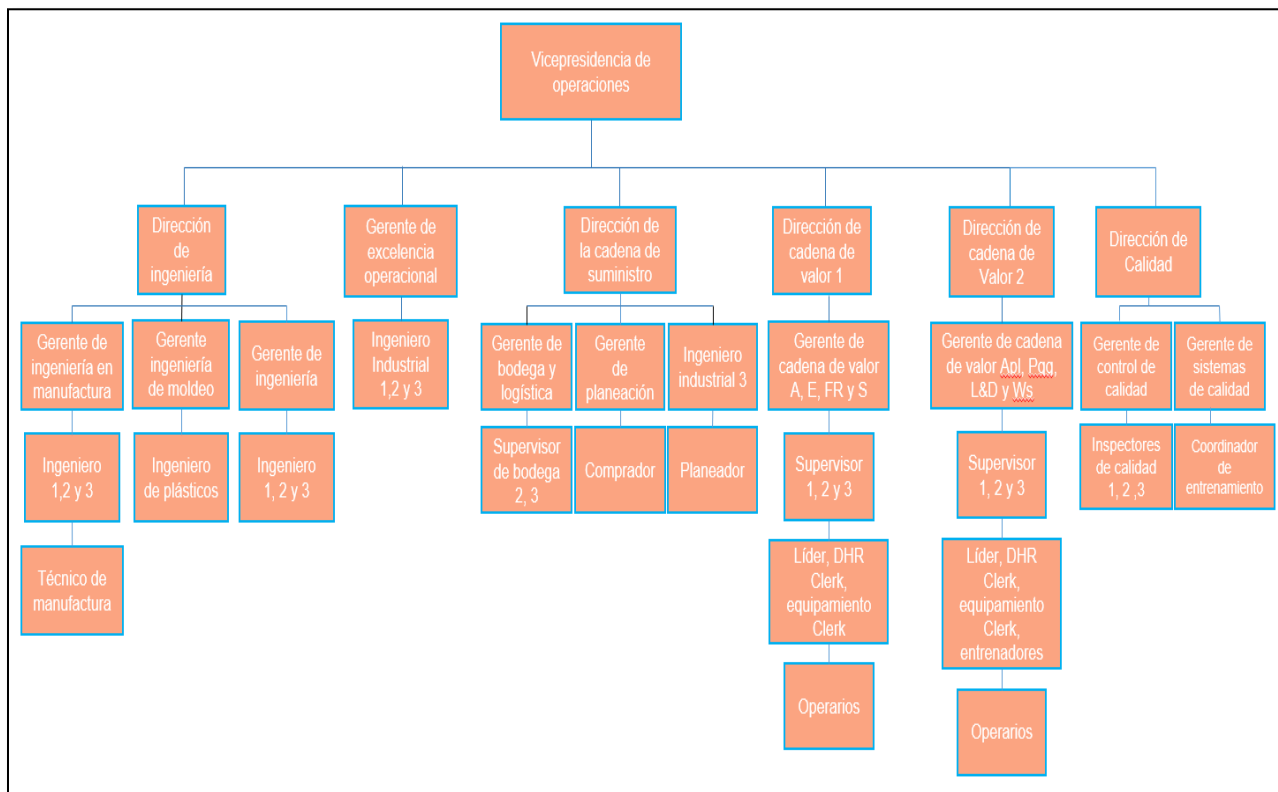 Vicepresidencia de
operaciones
Dirección
de
ingeniería
Gerente de
excelencia
operacional
Dirección de
la cadena de
suministro
Dirección de
cadena de
valor 1
Dirección de
cadena de
Valor 2
Dirección de
Calidad
Gerente de
ingeniería en
manufactura
Gerente
ingeniería
de moldeo
Gerente de
ingeniería
Ingeniero
Industrial
1,2 y 3
Gerente de
bodega y
logística
Gerente
de
planeación
Ingeniero
industrial 3
Gerente de
cadena de valor
A, E, FR y S
Gerente de cadena
de valor Apl, Pqq,
L&D y Ws
Gerente de
control de
calidad
Gerente de
sistemas
de calidad
Ingeniero
1,2 y 3
Ingeniero
de plásticos
Ingeniero
1, 2 y 3
Supervisor
de bodega
2, 3
Comprador
Planeador
Supervisor
1, 2 y 3
Supervisor
1, 2 y 3
Inspectores
de calidad
1, 2 ,3
Coordinador
de
entrenamiento
Técnico de
manufactura
Líder, DHR
Clerk,
equipamiento
Clerk
Líder, DHR
Clerk,
equipamiento
Clerk,
entrenadores
Operarios
Operarios